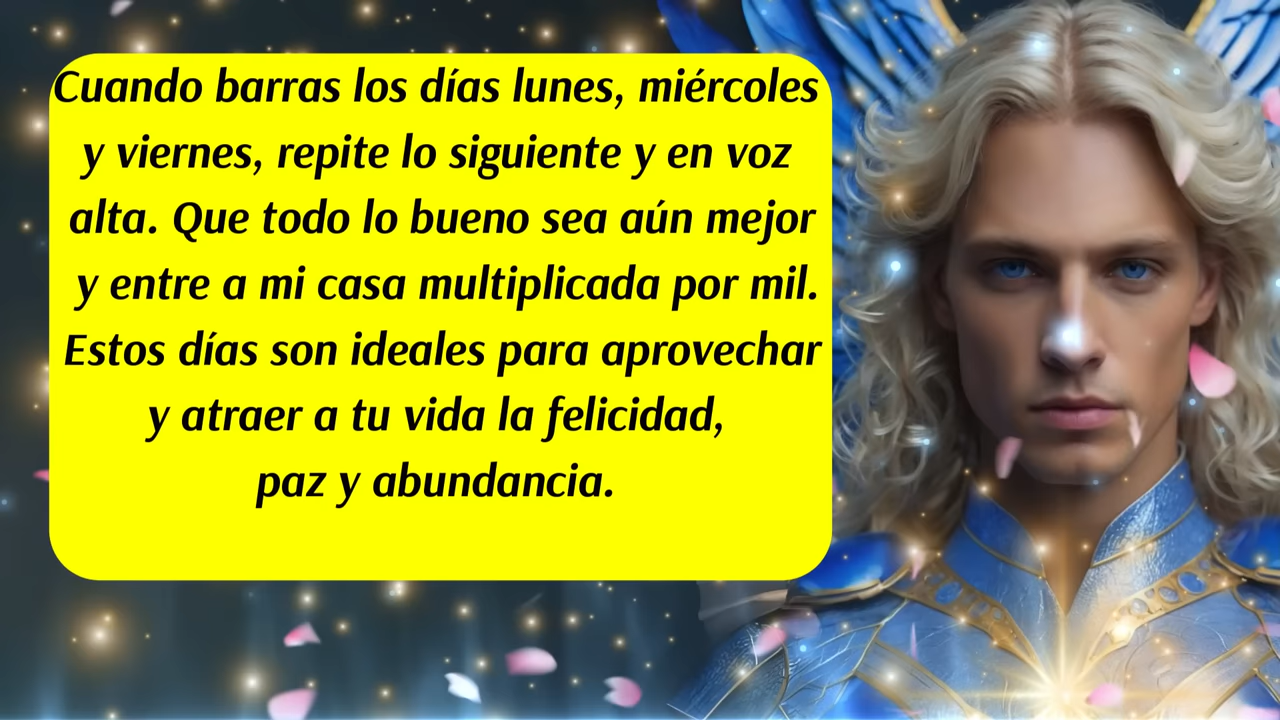 Cuando barras los días lunes, miércoles
y viernes, repite lo siguiente y en voz
alta. Que todo lo bueno sea aún mejor
y entre a mi casa multiplicada por mil.
Estos días son ideales para aprovechar
y atraer a tu vida la felicidad,
paz y abundancia.